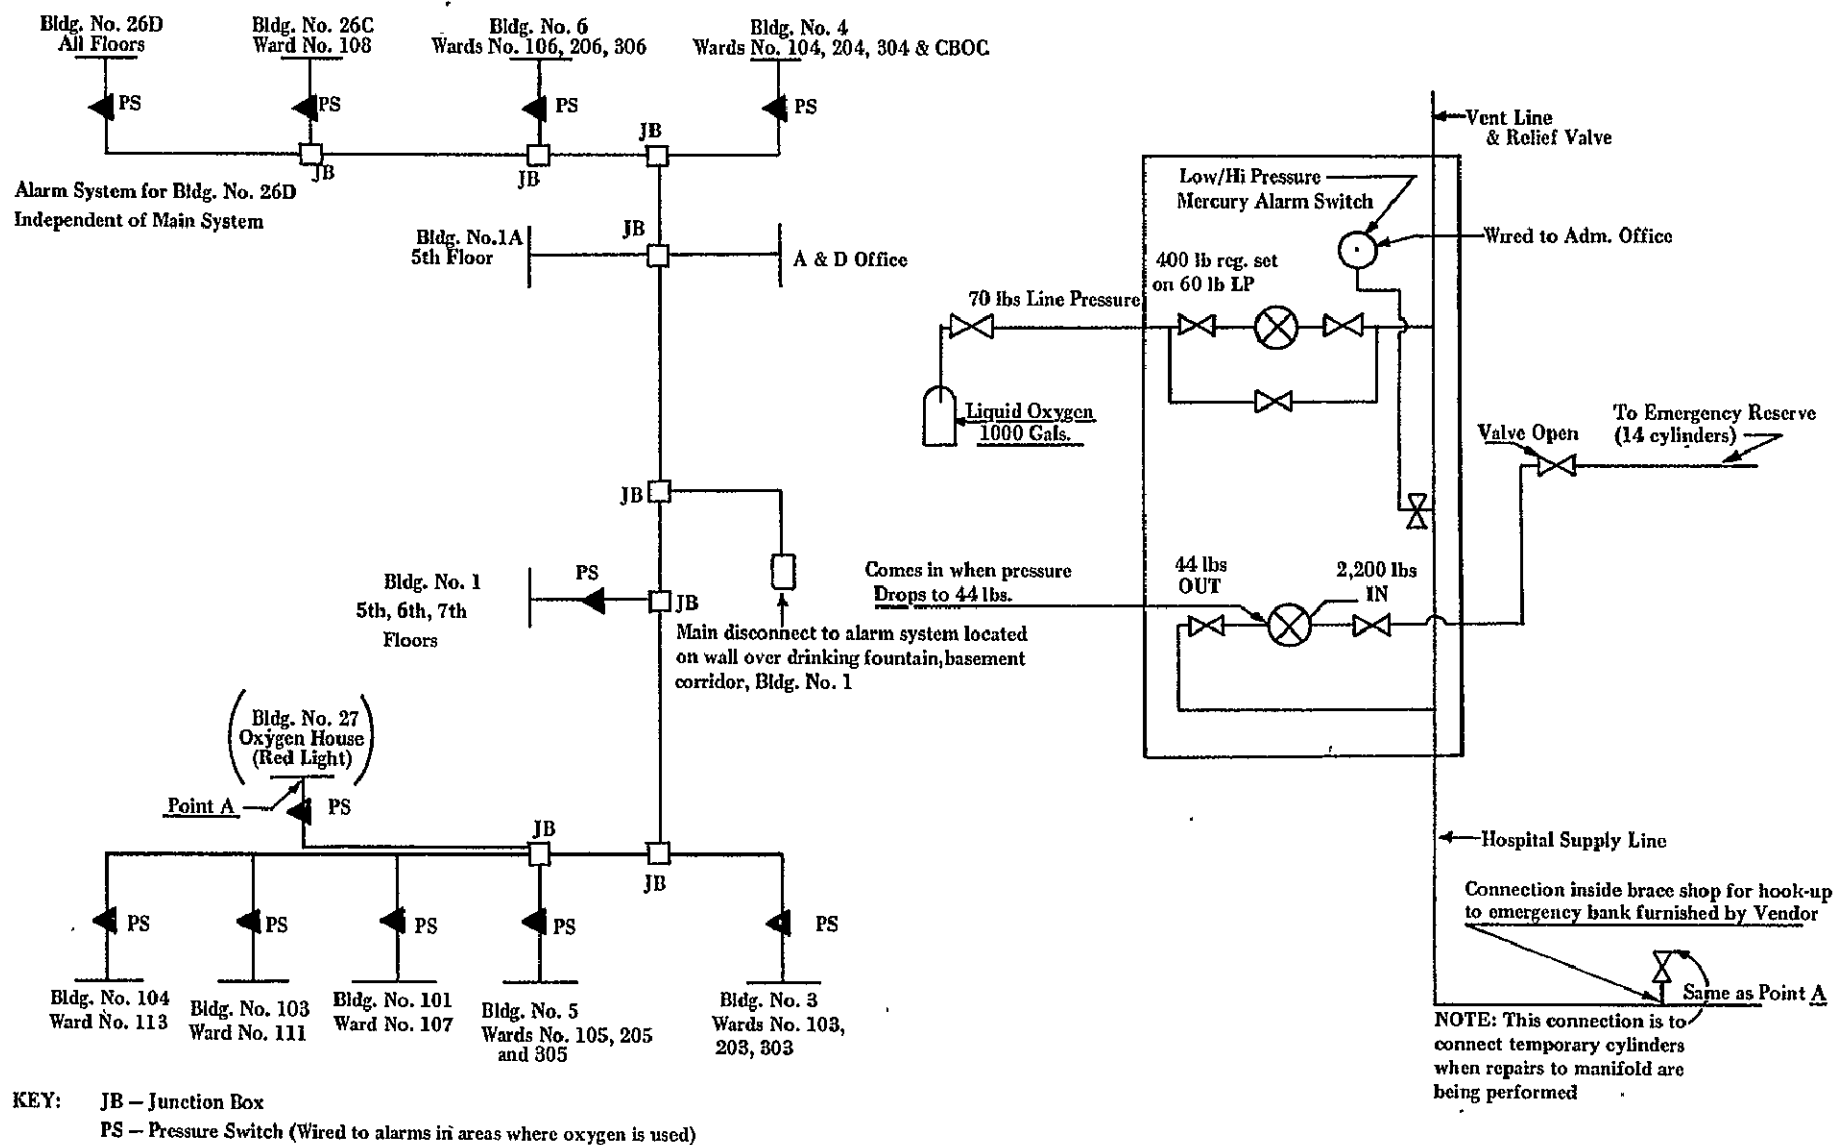 Bldg. No. 26D
All Floors
Bldg. No. 26C
Ward No. 108
Bldg. No. 6
Wards No. 106, 206, 306
Bldg. No. 4
Wards No. 104, 204, 304 & CBOC
PS
PS
PS
PS
JB
JB
JB
Alarm System for Bldg. No. 26D
Independent of Main System
JB
Bldg. No.1A
5th Floor
A & D Office
JB
Bldg. No. 1
5th, 6th, 7th
Floors
PS
JB
Main disconnect to alarm system located
on wall over drinking fountain, basement
corridor, Bldg. No. 1
Bldg. No. 27
Oxygen House
(Red Light)
Point A
PS
JB
JB
PS
PS
PS
PS
PS
Bldg. No. 104
Ward No. 113
Bldg. No. 103
Ward No. 111
Bldg. No. 101
Ward No. 107
Bldg. No. 5
Wards No. 105, 205
and 305
Bldg. No. 3
Wards No. 103,
203, 303
KEY:
JB – Junction Box
PS – Pressure Switch (Wired to alarms in areas where oxygen is used)
Vent Line
& Relief Valve
Low/Hi Pressure
Mercury Alarm Switch
Wired to Adm. Office
400 lb reg. set
on 60 lb LP
70 lbs Line Pressure
Liquid Oxygen
1000 Gals.
To Emergency Reserve
(14 cylinders)
Valve Open
Comes in when pressure
Drops to 44 lbs.
44 lbs
OUT
2,200 lbs
IN
Hospital Supply Line
Connection inside brace shop for hook-up
to emergency bank furnished by Vendor
Same as Point A
NOTE: This connection is to
connect temporary cylinders
when repairs to manifold are
being performed